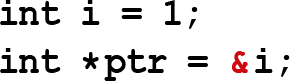 int i = 1;
int *ptr = &i;